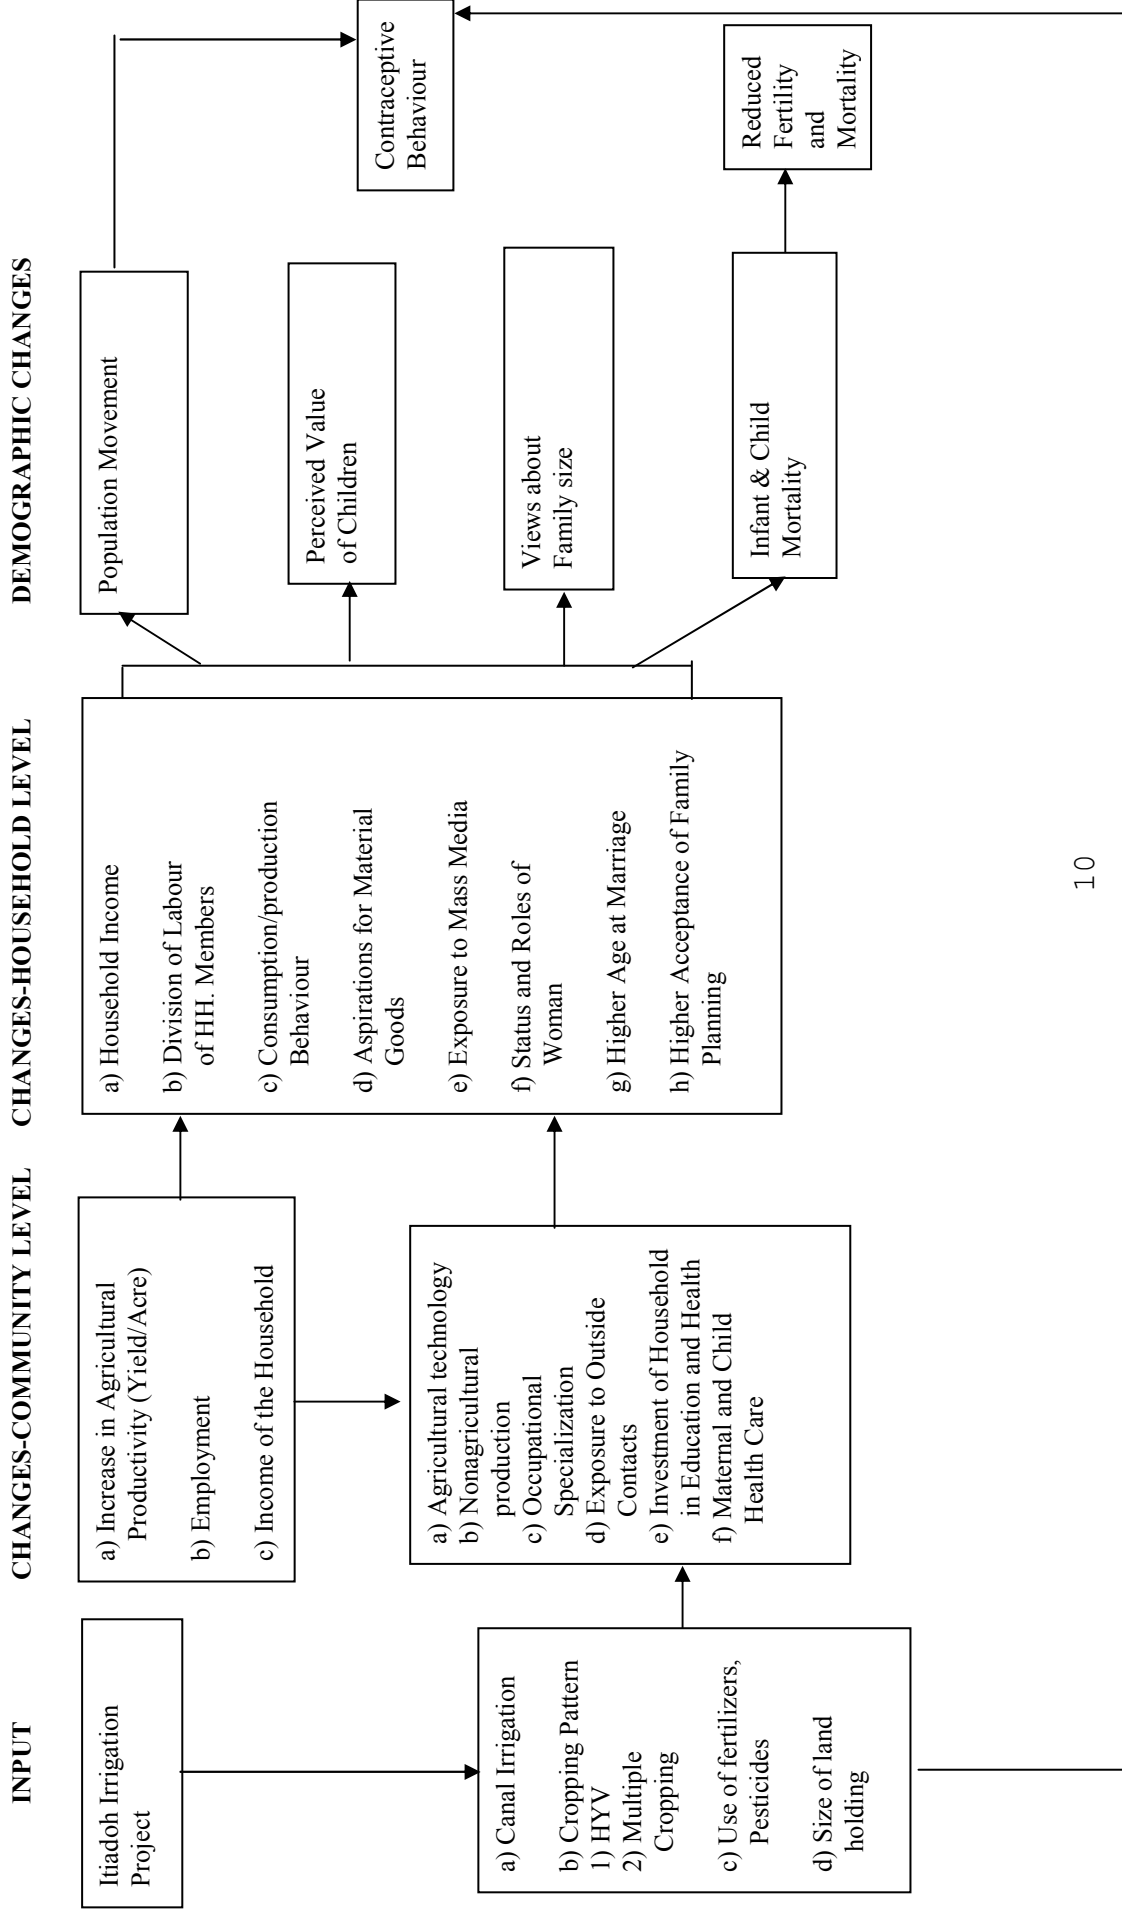 INPUT
CHANGES-COMMUNITY LEVEL
CHANGES-HOUSEHOLD LEVEL
DEMOGRAPHIC CHANGES
Itiadoh Irrigation
Project
a) Canal Irrigation
b) Cropping Pattern
1) HYV
2) Multiple
Cropping
c) Use of fertilizers,
Pesticides
d) Size of land
holding
a) Increase in Agricultural
Productivity (Yield/Acre)
b) Employment
c) Income of the Household
a) Agricultural technology
b) Nonagricultural
production
c) Occupational
Specialization
d) Exposure to Outside
Contacts
e) Investment of Household
in Education and Health
f) Maternal and Child
Health Care
a) Household Income
b) Division of Labour
of HH. Members
c) Consumption/production
Behaviour
d) Aspirations for Material
Goods
e) Exposure to Mass Media
f) Status and Roles of
Woman
g) Higher Age at Marriage
h) Higher Acceptance of Family
Planning
Population Movement
Perceived Value
of Children
Views about
Family size
Infant & Child
Mortality
Contraceptive
Behaviour
Reduced
Fertility
and
Mortality
10